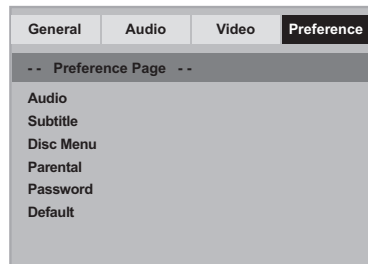 General Audio Video Preference
- - Preference Page - -
Audio
Subtitle
Disc Menu
Parental
Password
Default